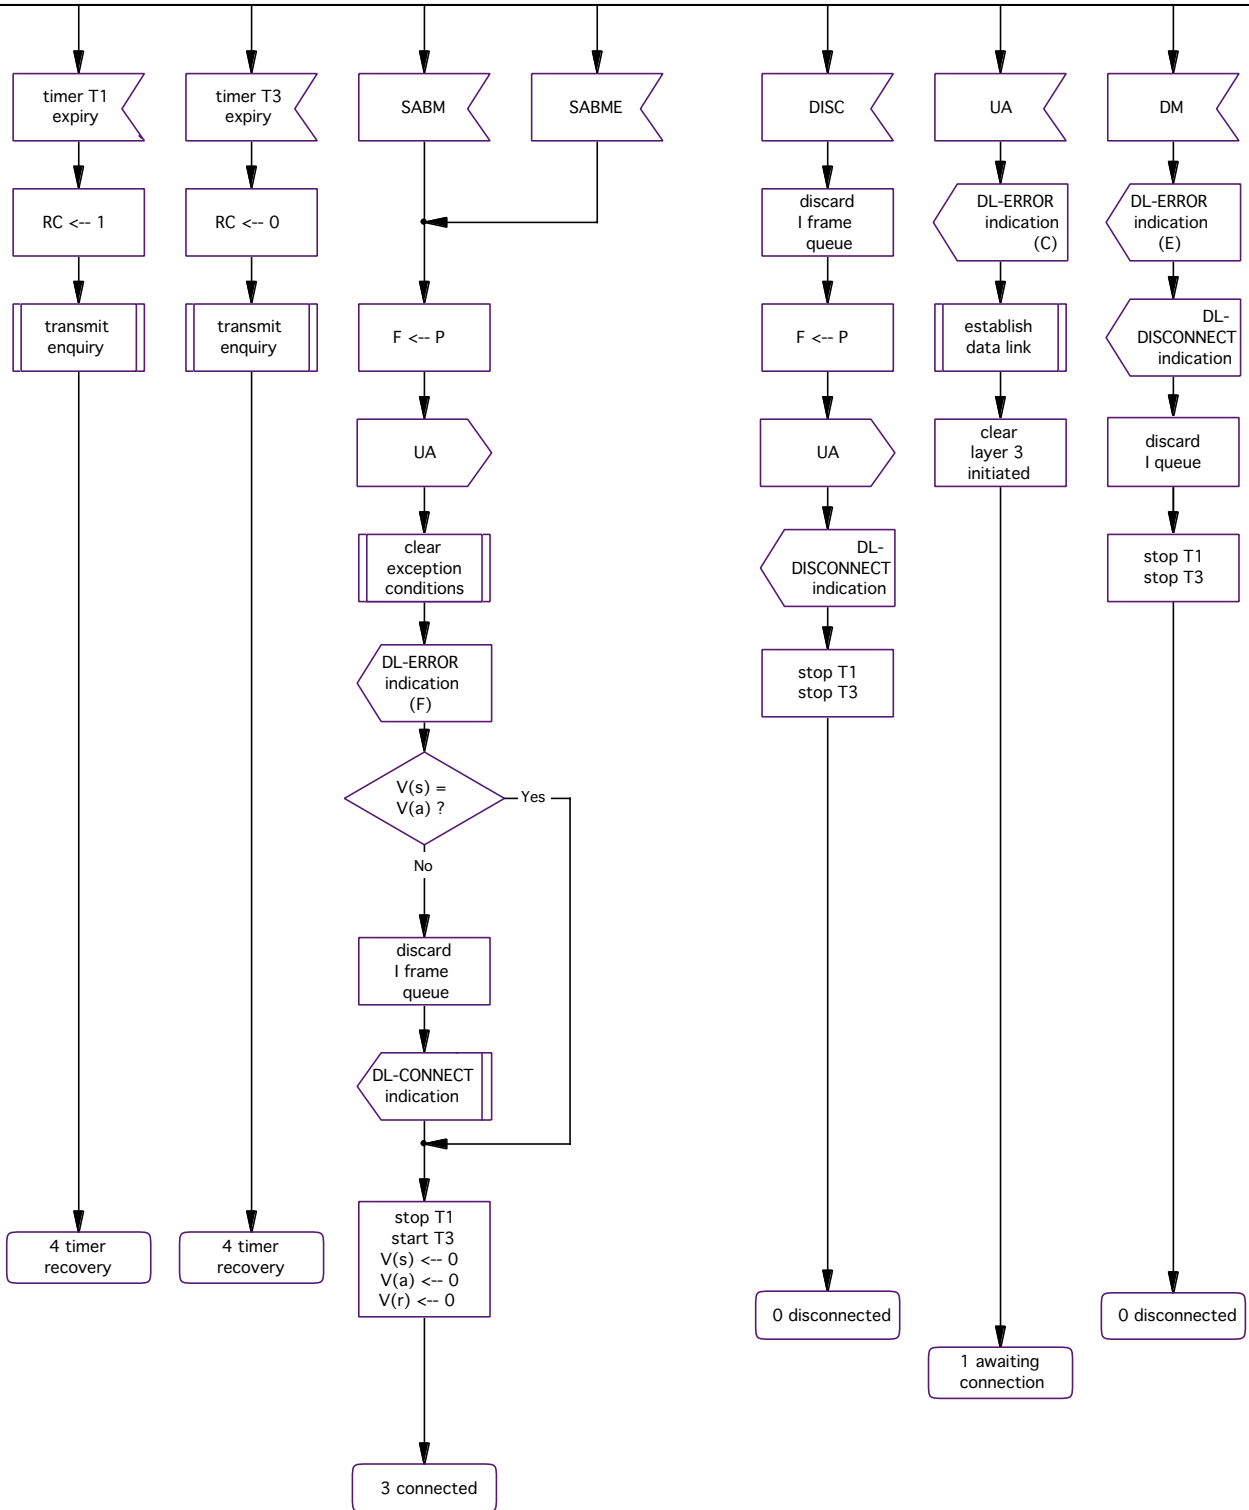 timer T1
expiry
RC <-- 1
transmit
enquiry
4 timer
recovery
timer T3
expiry
RC <-- 0
transmit
enquiry
4 timer
recovery
SABM
SABME
F <-- P
UA
clear
exception
conditions
DL-ERROR
indication
(F)
V(s) =
V(a) ?
Yes
No
discard
I frame
queue
DL-CONNECT
indication
stop T1
start T3
V(s) <-- 0
V(a) <-- 0
V(r) <-- 0
3 connected
DISC
discard
I frame
queue
F <-- P
UA
DL-
DISCONNECT
indication
stop T1
stop T3
0 disconnected
UA
DL-ERROR
indication
(C)
establish
data link
clear
layer 3
initiated
1 awaiting
connection
DM
DL-ERROR
indication
(E)
DL-
DISCONNECT
indication
discard
I queue
stop T1
stop T3
0 disconnected